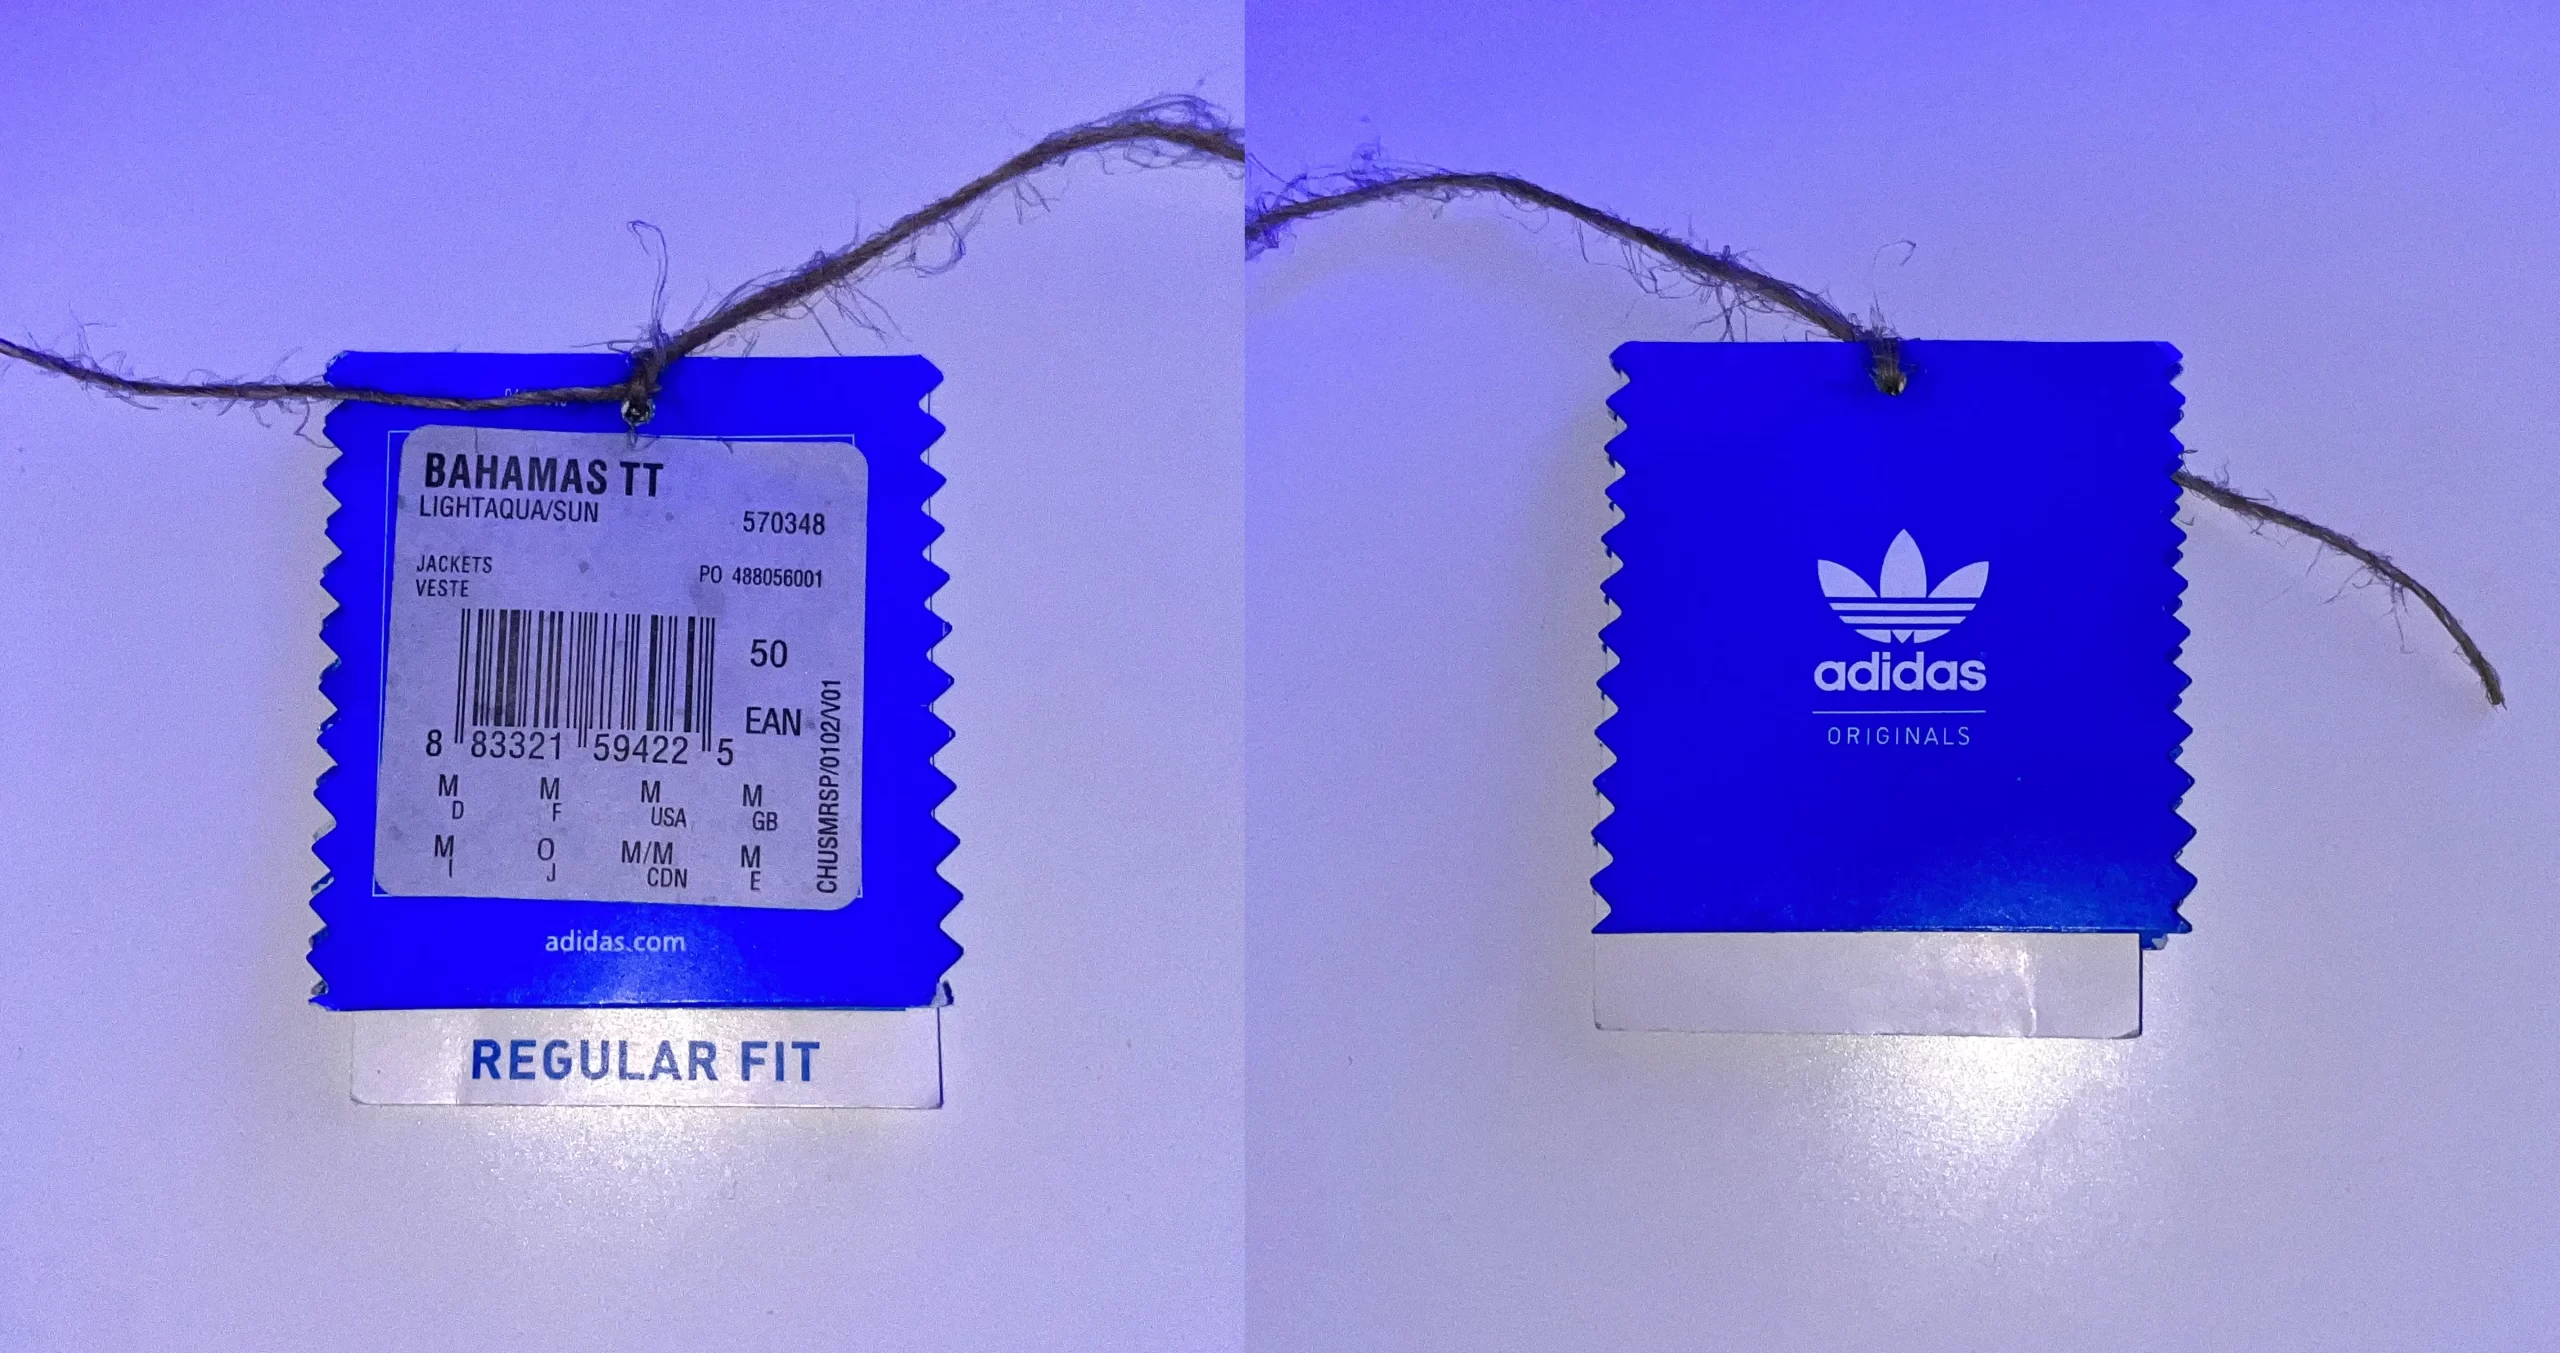 BAHAMAS TT
LIGHTAQUA/SUN
570348
JACKETS
VESTE
PO 488056001
50
EAN
8 83321 59422 5
CHUSMRSP/0102/V01
M D
M F
M USA
M GB
M I
O J
M/M CDN
M E
adidas.com
REGULAR FIT
adidas
ORIGINALS